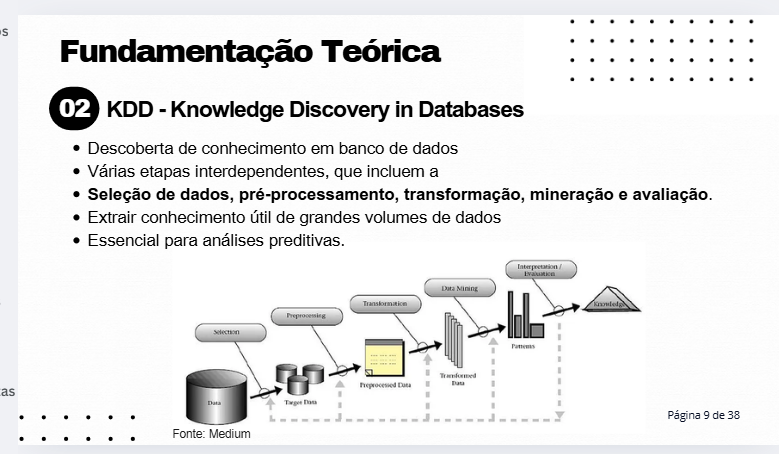 os
Fundamentação Teórica
02 KDD - Knowledge Discovery in Databases
Descoberta de conhecimento em banco de dados
Várias etapas interdependentes, que incluem a
Seleção de dados, pré-processamento, transformação, mineração e avaliação.
Extrair conhecimento útil de grandes volumes de dados
Essencial para análises preditivas.
Interpretation /
Evaluation
Data Mining
Transformation
Preprocessing
Selection
Knowledge
Patterns
Transformed
Data
Preprocessed Data
Target Data
Data
tas
Página 9 de 38
Fonte: Medium